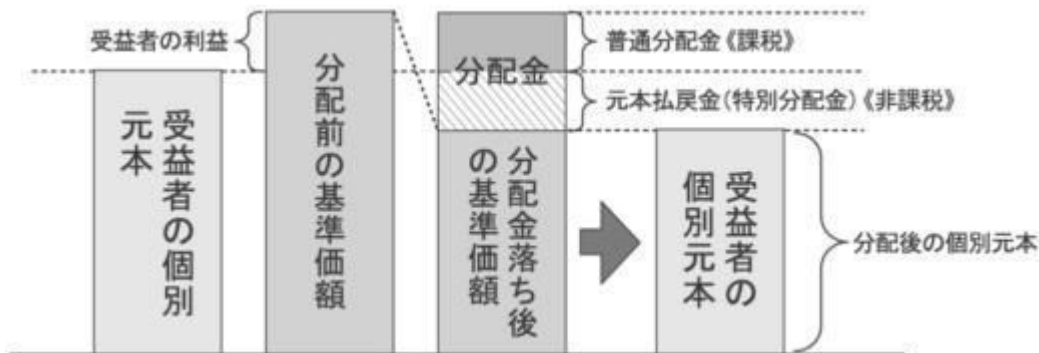 受益者の利益
受益者の個別
元本
分配前の基準価額
分配金
分配金落ち後
の基準価額
普通分配金《課税》
元本払戻金(特別分配金)《非課税》
受益者の
個別元本
分配後の個別元本